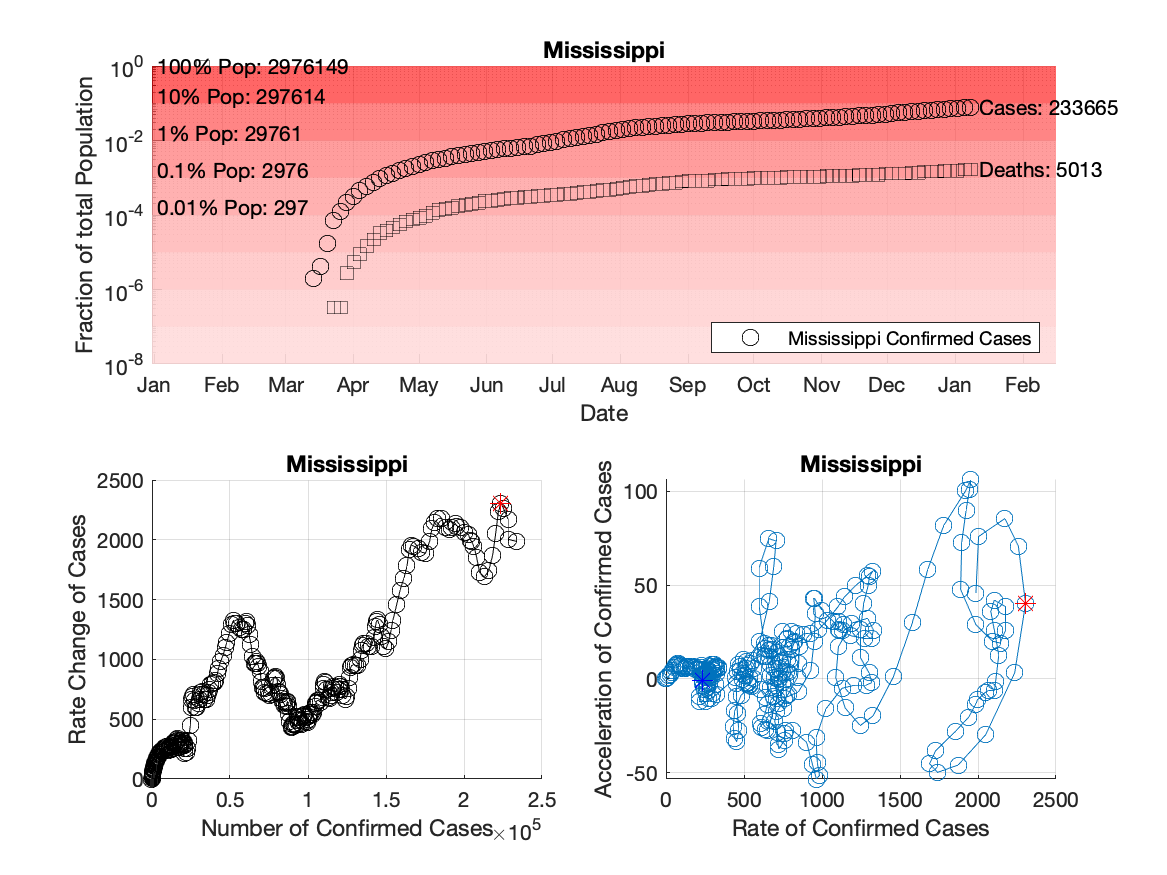 Mississippi
Fraction of total Population
10^0
10^-2
10^-4
10^-6
10^-8
100% Pop: 2976149
10% Pop: 297614
1% Pop: 29761
0.1% Pop: 2976
0.01% Pop: 297
Cases: 233665
Deaths: 5013
Mississippi Confirmed Cases
Jan Feb Mar Apr May Jun Jul Aug Sep Oct Nov Dec Jan Feb
Date
Mississippi
Rate Change of Cases
2500
2000
1500
1000
500
0
0 0.5 1 1.5 2 2.5
Number of Confirmed Cases ×10^5
Mississippi
Acceleration of Confirmed Cases
100
50
0
-50
0 500 1000 1500 2000 2500
Rate of Confirmed Cases